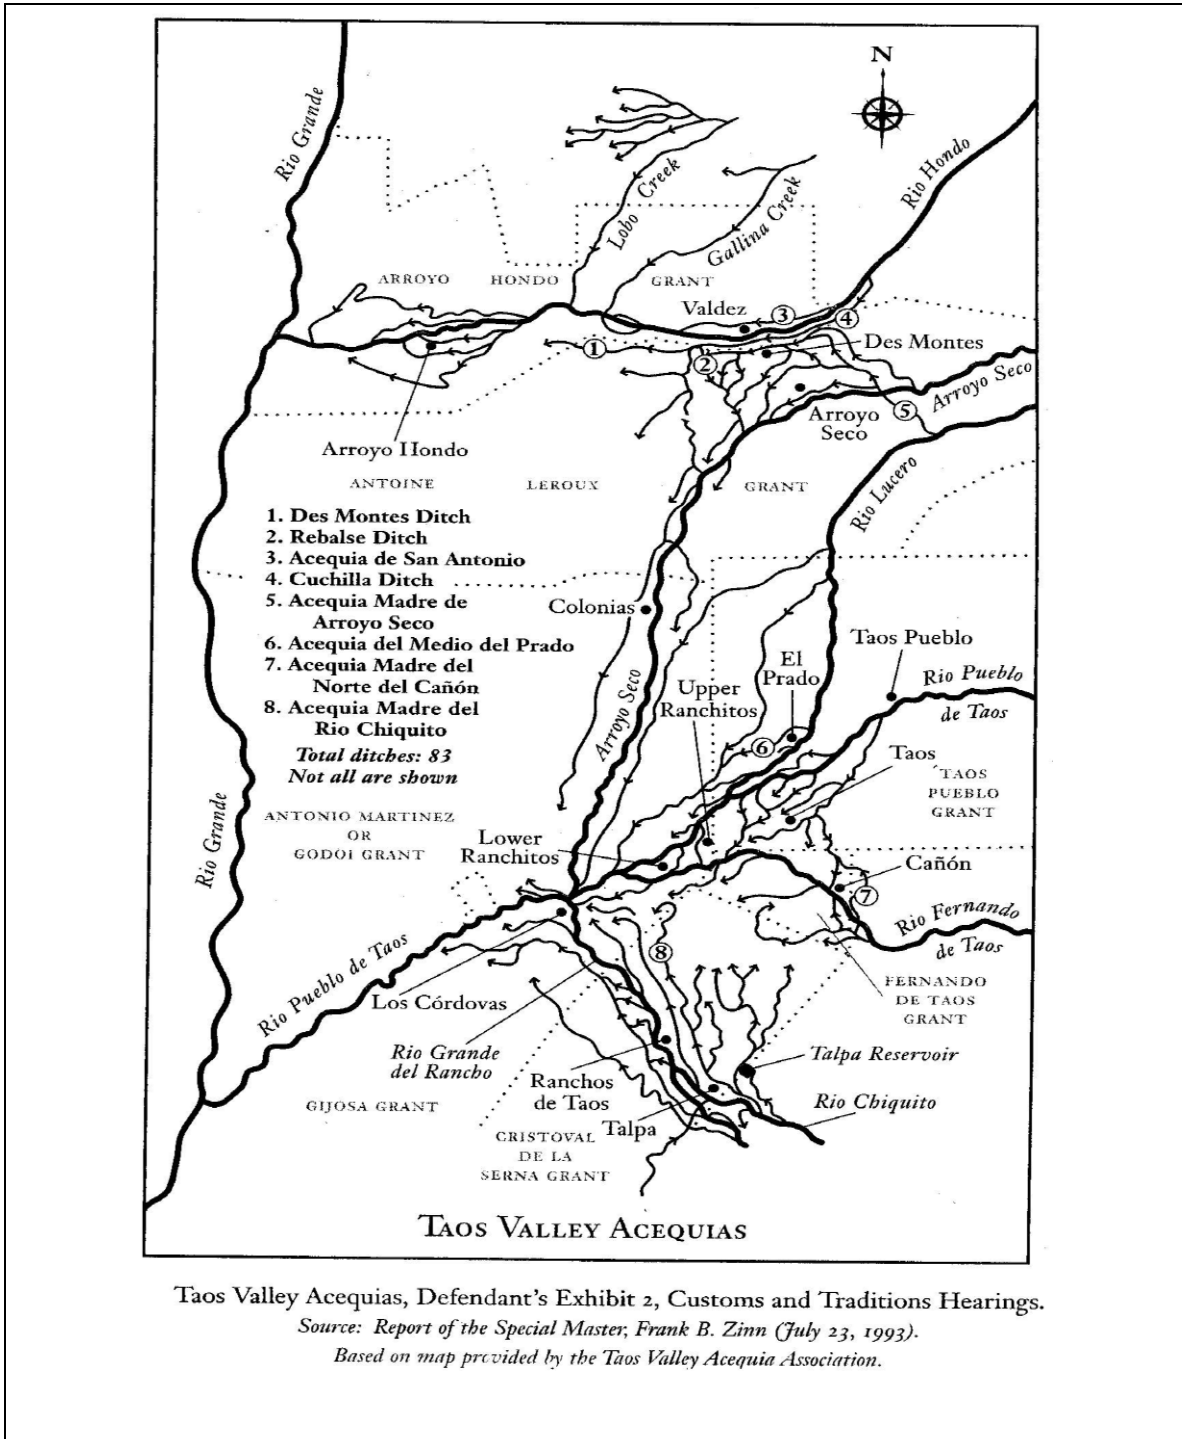 N
Rio Grande
Lobo Creek
Gallina Creek
Rio Hondo
ARROYO HONDO GRANT
Valdez
3
4
1
2
Des Montes
Arroyo Seco
5
Arroyo
Seco
Arroyo Hondo
ANTOINE LEROUX GRANT
Rio Lucero
1. Des Montes Ditch
2. Rebalse Ditch
3. Acequia de San Antonio
4. Cuchilla Ditch
5. Acequia Madre de
Arroyo Seco
6. Acequia del Medio del Prado
7. Acequia Madre del
Norte del Cañón
8. Acequia Madre del
Rio Chiquito
Total ditches: 83
Not all are shown
Colonias
Arroyo Seco
Taos Pueblo
El
Prado
Upper
Ranchitos
Rio Pueblo
de Taos
6
Taos
TAOS
PUEBLO
GRANT
Rio Grande
ANTONIO MARTINEZ
OR
GODOI GRANT
Lower
Ranchitos
Cañón
7
Rio Fernando
de Taos
8
Rio Pueblo de Taos
Los Córdovas
FERNANDO
DE TAOS
GRANT
Rio Grande
del Rancho
Talpa Reservoir
Ranchos
de Taos
Rio Chiquito
GIJOSA GRANT
Talpa
CRISTOVAL
DE LA
SERNA GRANT
TAOS VALLEY ACEQUIAS
Taos Valley Acequias, Defendant's Exhibit 2, Customs and Traditions Hearings.
Source: Report of the Special Master, Frank B. Zinn (July 23, 1993).
Based on map provided by the Taos Valley Acequia Association.